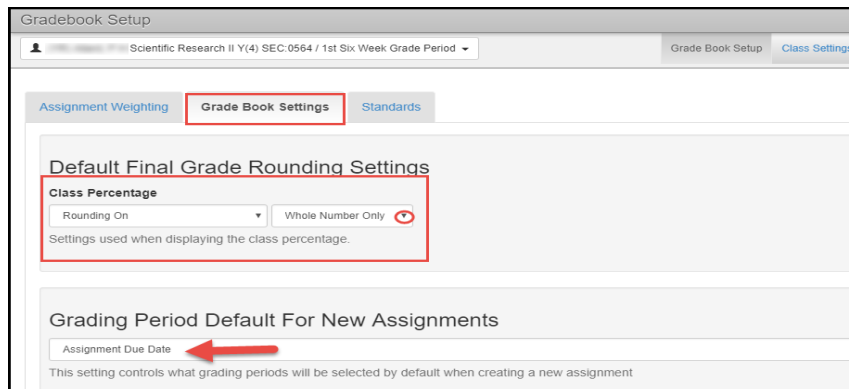 Gradebook Setup
Scientific Research II Y(4) SEC:0564 / 1st Six Week Grade Period
Grade Book Setup
Class Settings
Assignment Weighting
Grade Book Settings
Standards
Default Final Grade Rounding Settings
Class Percentage
Rounding On
Whole Number Only
Settings used when displaying the class percentage.
Grading Period Default For New Assignments
Assignment Due Date
This setting controls what grading periods will be selected by default when creating a new assignment